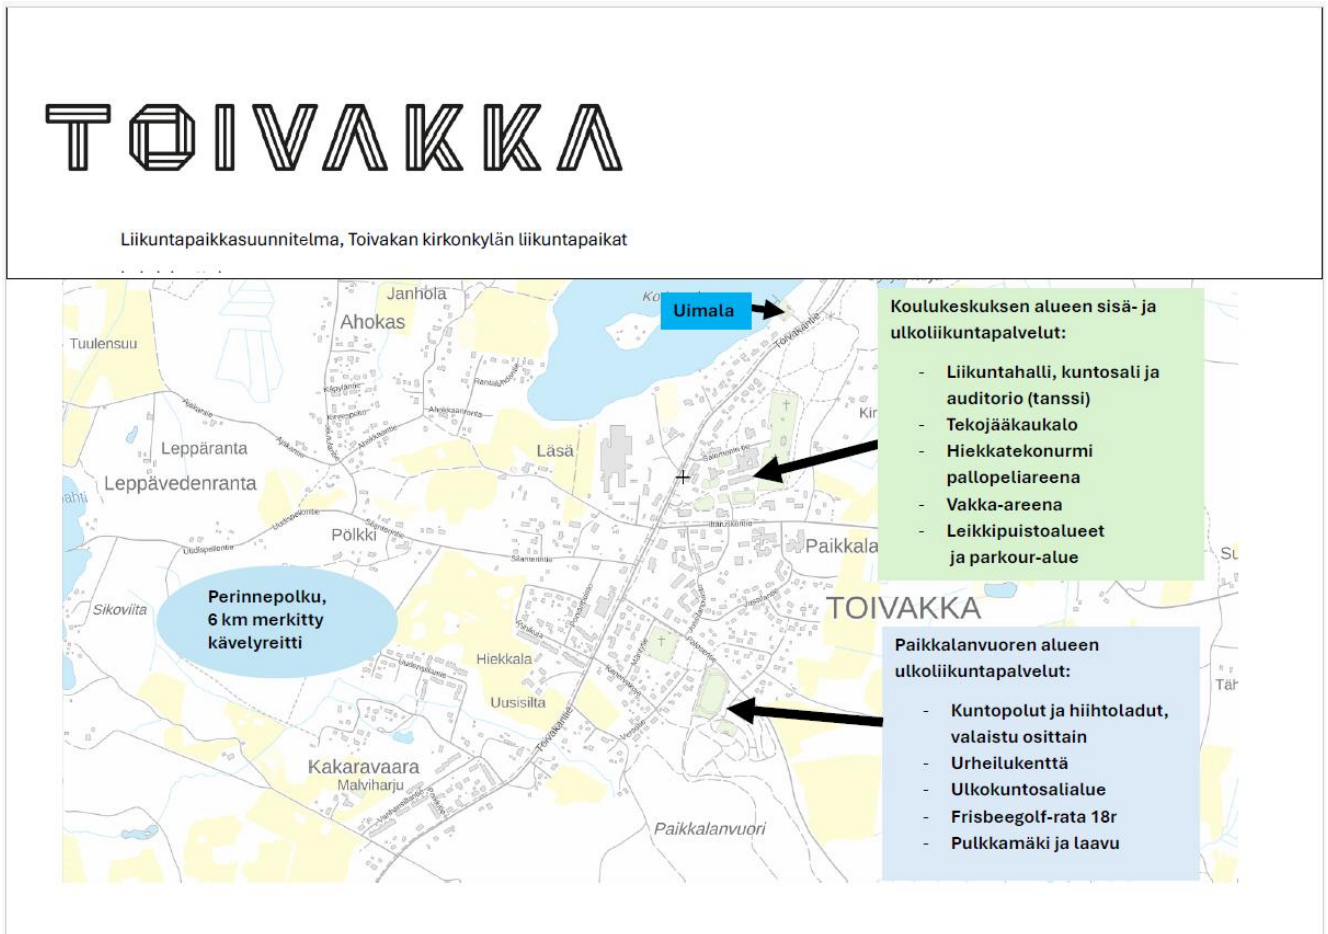 TOIVAKKA
Liikuntapaikkasuunnitelma, Toivakan kirkonkylän liikuntapaikat
Janhola
Ahokas
Tuulensuu
Uimala
Toivakantie
Koulukeskuksen alueen sisä- ja
ulkoliikuntapalvelut:
- Liikuntahalli, kuntosali ja
auditorio (tanssi)
- Tekojääkaukalo
- Hiekkatekonurmi
pallopeliareena
- Vakka-areena
- Leikkipuistoalueet
ja parkour-alue
Leppäranta
Leppävedenranta
Läsä
Pölkki
Paikkala
Sikoviita
Perinnepolku,
6 km merkitty
kävelyreitti
TOIVAKKA
Hiekkala
Uusisilta
Toivakantie
Paikkalanvuoren alueen
ulkoliikuntapalvelut:
- Kuntopolut ja hiihtoladut,
valaistu osittain
- Urheilukenttä
- Ulkokuntosalialue
- Frisbeegolf-rata 18r
- Pulkkamäki ja laavu
Kakaravaara
Malviharju
Paikkalanvuori